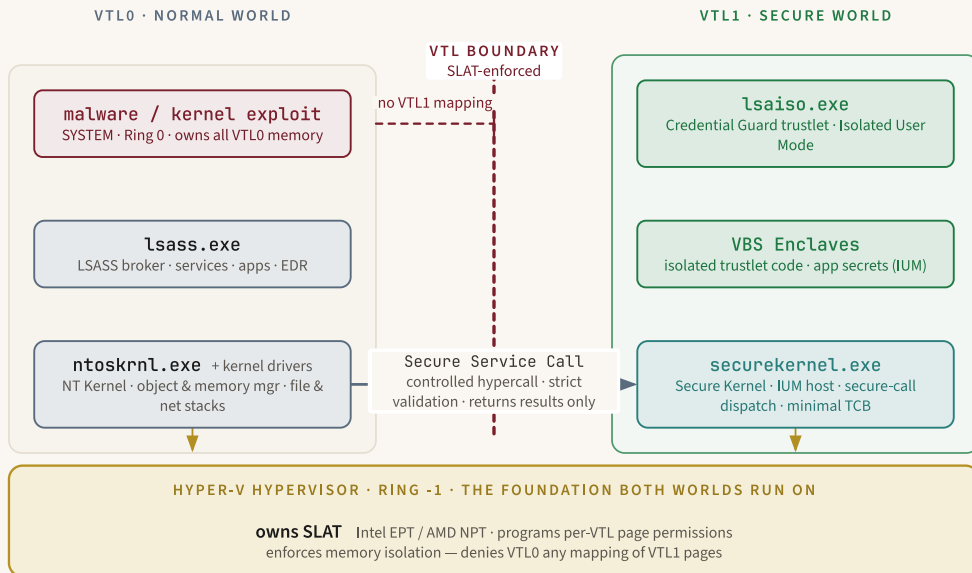 VTL0 · NORMAL WORLD
VTL1 · SECURE WORLD
VTL BOUNDARY
SLAT-enforced
malware / kernel exploit
SYSTEM · Ring 0 · owns all VTL0 memory
no VTL1 mapping
lsaiso.exe
Credential Guard trustlet · Isolated User
Mode
lsass.exe
LSASS broker · services · apps · EDR
VBS Enclaves
isolated trustlet code · app secrets (IUM)
ntoskrnl.exe + kernel drivers
NT Kernel · object & memory mgr · file &
net stacks
Secure Service Call
controlled hypercall · strict
validation · returns results only
securekernel.exe
Secure Kernel · IUM host · secure-call
dispatch · minimal TCB
HYPER-V HYPERVISOR · RING -1 · THE FOUNDATION BOTH WORLDS RUN ON
owns SLAT Intel EPT / AMD NPT · programs per-VTL page permissions
enforces memory isolation — denies VTL0 any mapping of VTL1 pages